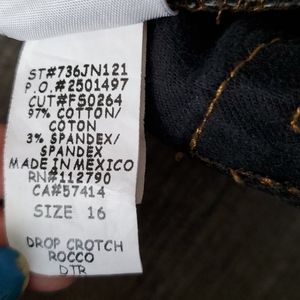 ST#736JN121
P.O.#2501497
CUT#FS0264
97% COTTON/
COTON
3% SPANDEX/
SPANDEX
MADE IN MEXICO
RN#112790
CA#57414
SIZE 16
DROP CROTCH
ROCCO
DTR